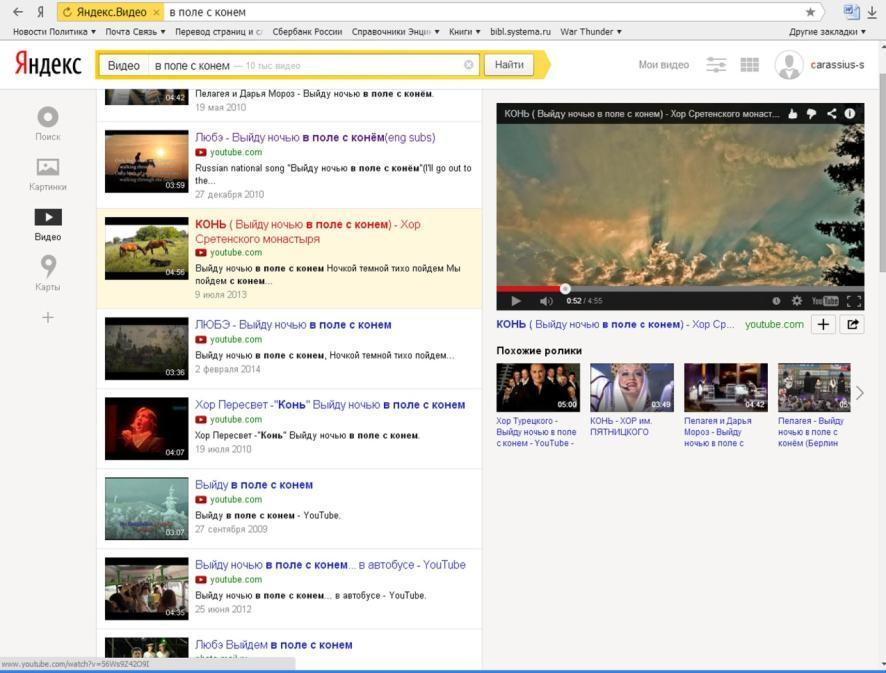 Яндекс.Видео × в поле с конем
Новости Политика Почта Связь Перевод страниц и Сбербанк России Справочники Энци Книги bibl.systema.ru War Thunder Другие закладки
Яндекс Видео в поле с конем — 10 тыс видео Найти Мои видео carassius-s
Поиск
Картинки
Видео
Карты
04:42
Пелагея и Дарья Мороз - Выйду ночью в поле с конём.
19 мая 2010
03:59
Любэ - Выйду ночью в поле с конём(eng subs)
youtube.com
Russian national song "Выйду ночью в поле с конём"(I'll go out to
the...
27 декабря 2010
04:56
КОНЬ ( Выйду ночью в поле с конем) - Хор
Сретенского монастыря
youtube.com
Выйду ночью в поле с конем Ночкой темной тихо пойдем Мы
пойдем с конем...
9 июля 2013
03:36
ЛЮБЭ - Выйду ночью в поле с конем
youtube.com
Выйду ночью в поле с конем, Ночкой темной тихо пойдем...
2 февраля 2014
04:07
Хор Пересвет -"Конь" Выйду ночью в поле с конем
youtube.com
Хор Пересвет -"Конь" Выйду ночью в поле с конем.
19 июля 2010
03:07
Выйду в поле с конем
youtube.com
Выйду в поле с конем - YouTube.
27 сентября 2009
04:35
Выйду ночью в поле с конем... в автобусе - YouTube
youtube.com
Выйду ночью в поле с конем... в автобусе - YouTube.
25 июня 2012
Любэ Выйдем в поле с конем
www.youtube.com/watch?v=56Ws9Z42O9I
КОНЬ ( Выйду ночью в поле с конем) - Хор Сретенского монаст...
0:52 / 4:55 YouTube
КОНЬ ( Выйду ночью в поле с конем) - Хор Ср... youtube.com
Похожие ролики
05:00 03:49 04:42 05:
Хор Турецкого -
Выйду ночью в поле
с конем - YouTube -
КОНЬ - ХОР им.
ПЯТНИЦКОГО
Пелагея и Дарья
Мороз - Выйду
ночью в поле с
Пелагея - Выйду
ночью в поле с
конём (Берлин